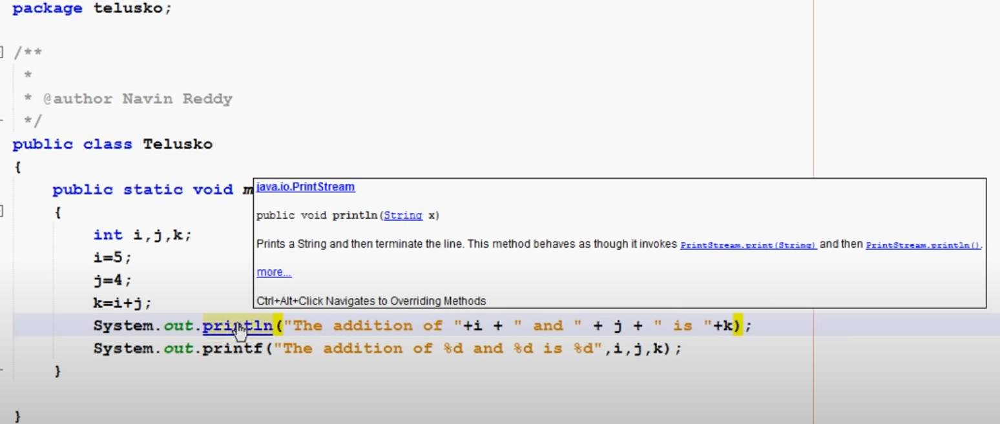 package telusko;
/**
*
* @author Navin Reddy
*/
public class Telusko
{
public static void m
java.io.PrintStream
public void println(String x)
Prints a String and then terminate the line. This method behaves as though it invokes PrintStream.print(String) and then PrintStream.println().
more...
Ctrl+Alt+Click Navigates to Overriding Methods
{
int i,j,k;
i=5;
j=4;
k=i+j;
System.out.println("The addition of "+i + " and " + j + " is "+k);
System.out.printf("The addition of %d and %d is %d",i,j,k);
}
}